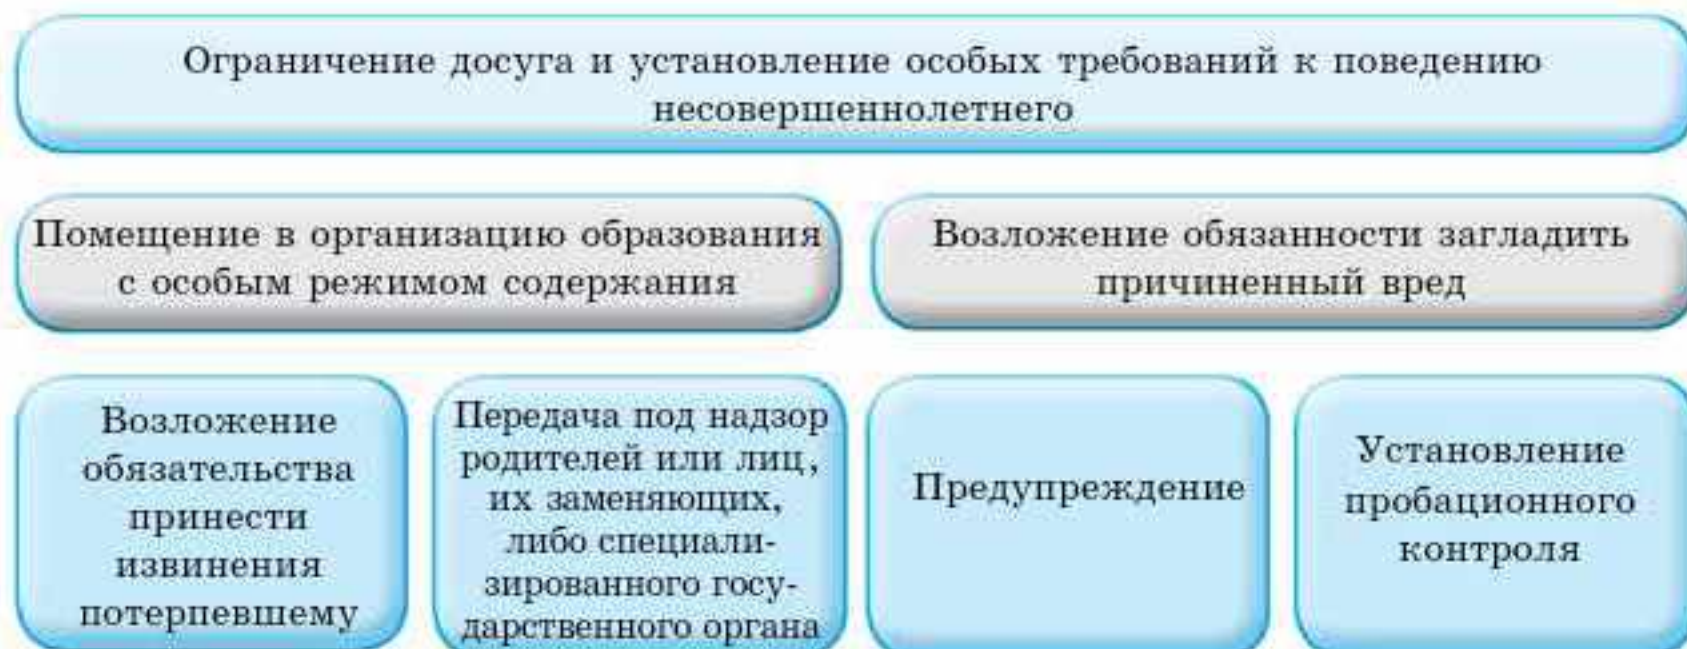 Ограничение досуга и установление особых требований к поведению
несовершеннолетнего
Помещение в организацию образования
с особым режимом содержания
Возложение обязанности загладить
причиненный вред
Возложение
обязательства
принести
извинения
потерпевшему
Передача под надзор
родителей или лиц,
их заменяющих,
либо специали-
зированного госу-
дарственного органа
Предупреждение
Установление
пробационного
контроля